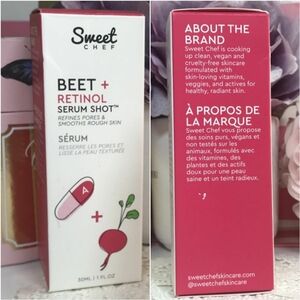 Sweet
CHEF
BEET +
RETINOL
SERUM SHOT™
REFINES PORES &
SMOOTHS ROUGH SKIN
SÉRUM
RESSERRE LES PORES ET
LISSE LA PEAU TEXTURÉE
A
+
30ML | 1 FL.OZ
ABOUT THE
BRAND
Sweet Chef is cooking
up clean, vegan and
cruelty-free skincare
formulated with
skin-loving vitamins,
veggies, and actives for
healthy, radiant skin.
À PROPOS DE
LA MARQUE
Sweet Chef vous propose
des soins purs, végans et
non testés sur les
animaux, formulés avec
des vitamines, des
plantes et des actifs
doux pour une peau
saine et un teint radieux.
sweetchefskincare.com
@sweetchefskincare